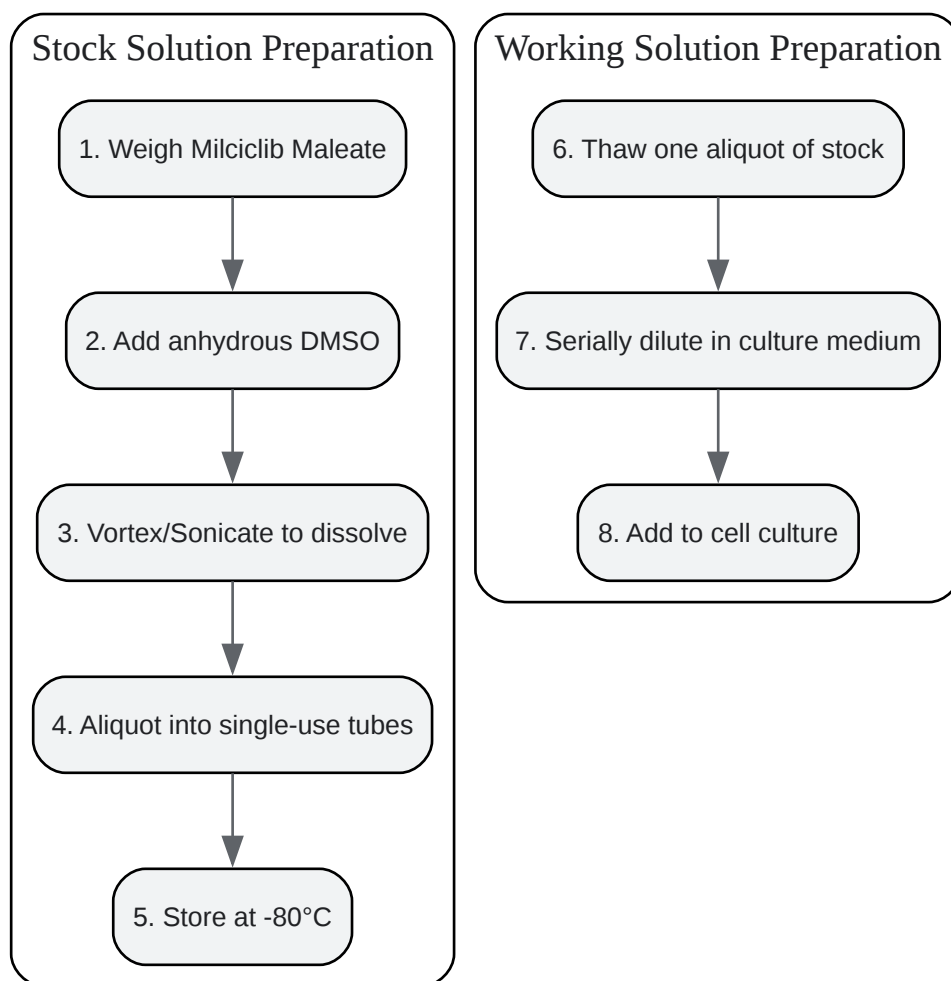 Stock Solution Preparation
1. Weigh Milciclib Maleate
2. Add anhydrous DMSO
3. Vortex/Sonicate to dissolve
4. Aliquot into single-use tubes
5. Store at -80°C
Working Solution Preparation
6. Thaw one aliquot of stock
7. Serially dilute in culture medium
8. Add to cell culture